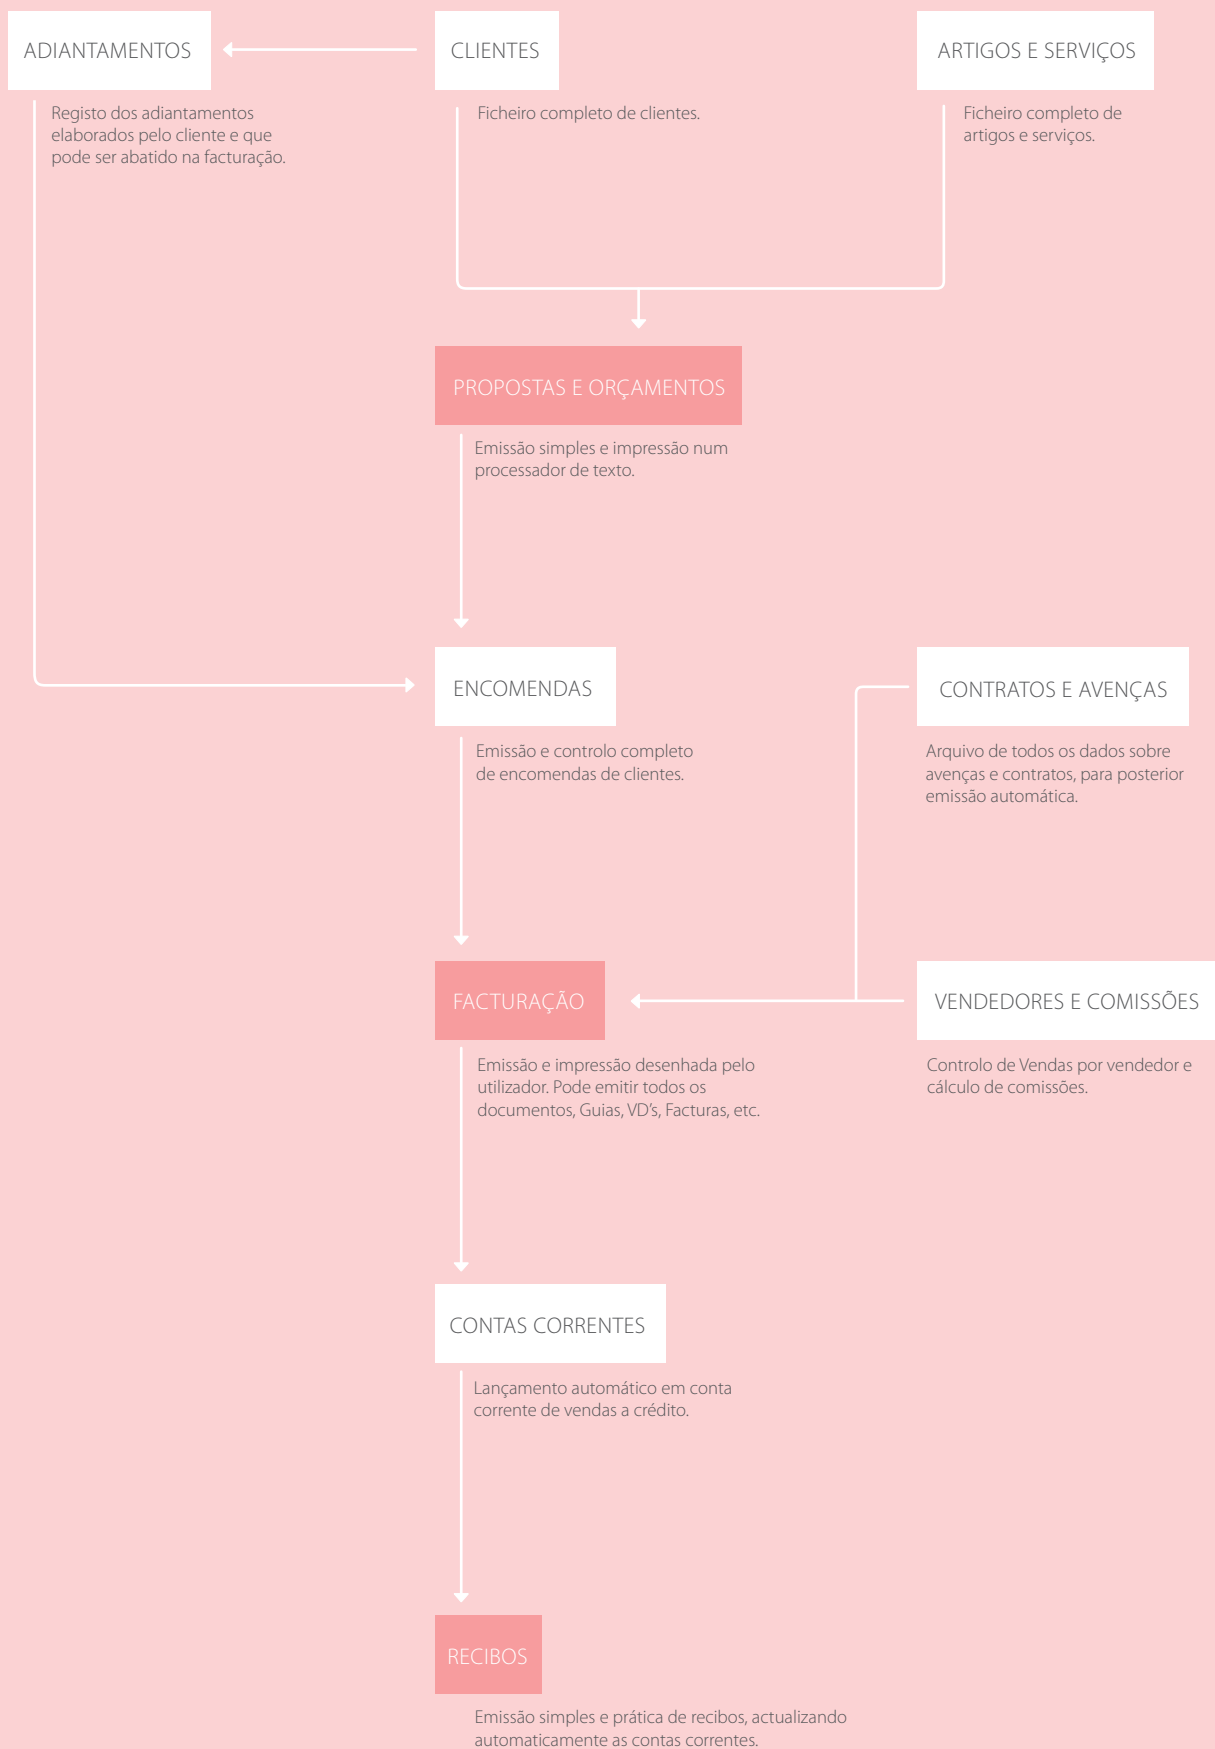 ADIANTAMENTOS
Registo dos adiantamentos
elaborados pelo cliente e que
pode ser abatido na facturação.
CLIENTES
Ficheiro completo de clientes.
ARTIGOS E SERVIÇOS
Ficheiro completo de
artigos e serviços.
PROPOSTAS E ORÇAMENTOS
Emissão simples e impressão num
processador de texto.
ENCOMENDAS
Emissão e controlo completo
de encomendas de clientes.
CONTRATOS E AVENÇAS
Arquivo de todos os dados sobre
avenças e contratos, para posterior
emissão automática.
FACTURAÇÃO
Emissão e impressão desenhada pelo
utilizador. Pode emitir todos os
documentos, Guias, VD’s, Facturas, etc.
VENDEDORES E COMISSÕES
Controlo de Vendas por vendedor e
cálculo de comissões.
CONTAS CORRENTES
Lançamento automático em conta
corrente de vendas a crédito.
RECIBOS
Emissão simples e prática de recibos, actualizando
automaticamente as contas correntes.